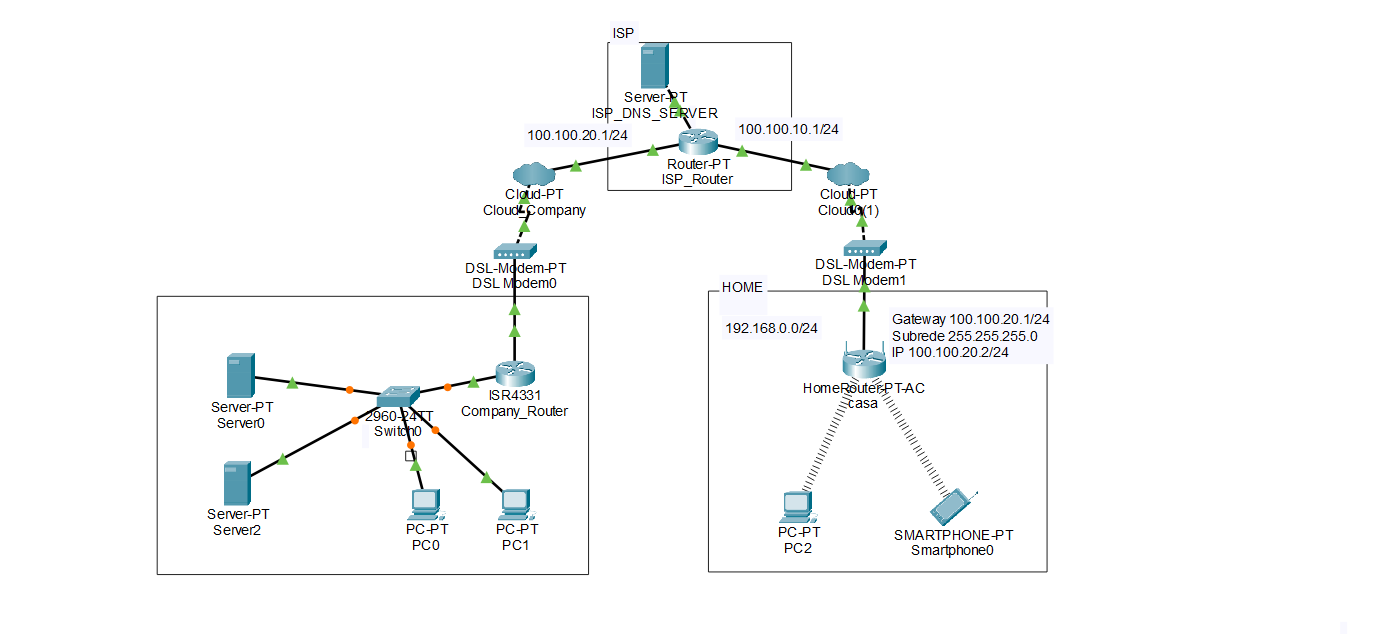 ISP
Server-PT
ISP_DNS_SERVER
100.100.20.1/24
100.100.10.1/24
Router-PT
ISP_Router
Cloud-PT
Cloud_Company
Cloud-PT
Cloud0(1)
DSL-Modem-PT
DSL Modem0
DSL-Modem-PT
DSL Modem1
HOME
192.168.0.0/24
Gateway 100.100.20.1/24
Subrede 255.255.255.0
IP 100.100.20.2/24
HomeRouter-PT-AC
casa
ISR4331
Company_Router
Server-PT
Server0
2960-24TT
Switch0
Server-PT
Server2
PC-PT
PC0
PC-PT
PC1
PC-PT
PC2
SMARTPHONE-PT
Smartphone0